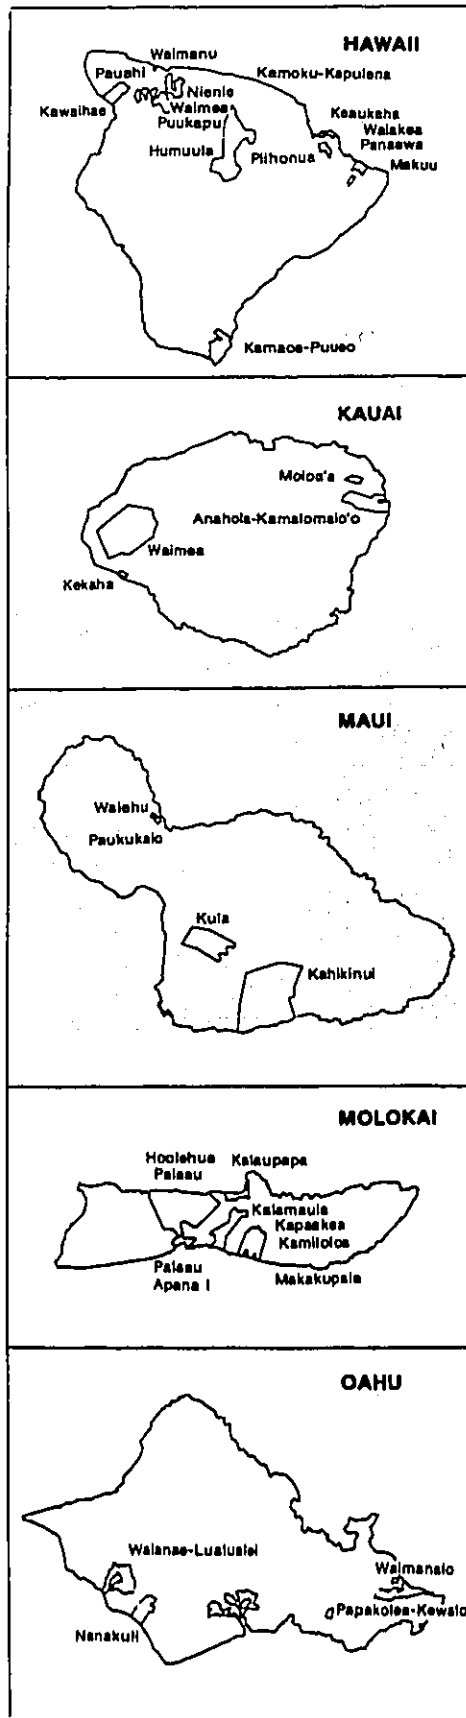 HAWAII
Waimanu
Pauahi
Kamoku-Kapulena
Nienie
Kawaihae
Waimea
Puukapu
Keaukaha
Waiakea
Panaewa
Humuula
Piihonua
Makuu
Kamaoa-Puueo
KAUAI
Moloa'a
Anahola-Kamalomalo'o
Waimea
Kekaha
MAUI
Waiehu
Paukukalo
Kula
Kahikinui
MOLOKAI
Hoolehua
Palaau
Kalaupapa
Kalamaula
Kapaakea
Kamiloloa
Palaau
Apana I
Makakupaia
OAHU
Waianae-Lualualei
Waimanalo
Papakolea-Kewalo
Nanakuli